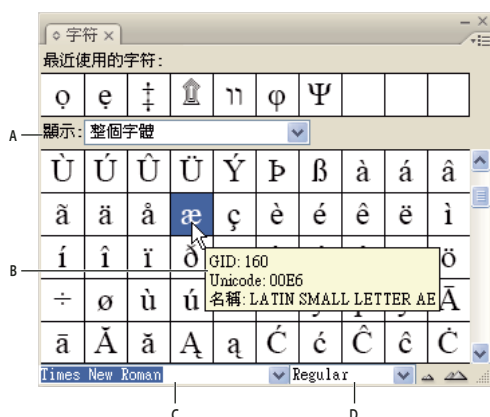 字符
最近使用的字符:
ọ ẹ ‡ ײ φ Ψ
A
顯示: 整個字體
Ù Ú Û Ü Ý Þ ß à á â
ã ä å æ ç è é ê ë ì
í î ï ð ö
B
GID: 160
Unicode: 00E6
名稱: LATIN SMALL LETTER AE
÷ ø ù ú Ā
ā Ă ă Ą ą Ć ć Ĉ ĉ Ċ
Times New Roman Regular
C D